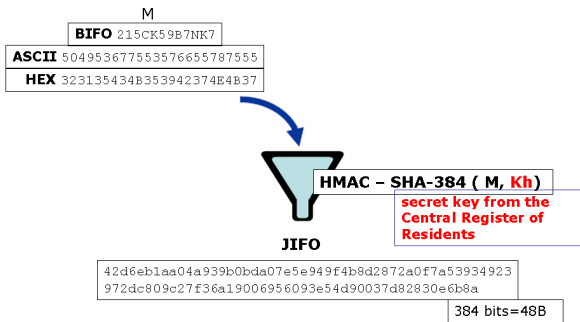 M
BIFO 215CK59B7NK7
ASCII 504953677553576655787555
HEX 323135434B353942374E4B37
HMAC – SHA-384 ( M, Kh)
secret key from the
Central Register of
Residents
JIFO
42d6eb1aa04a939b0bda07e5e949f4b8d2872a0f7a53934923
972dc809c27f36a19006956093e54d90037d82830e6b8a
384 bits=48B